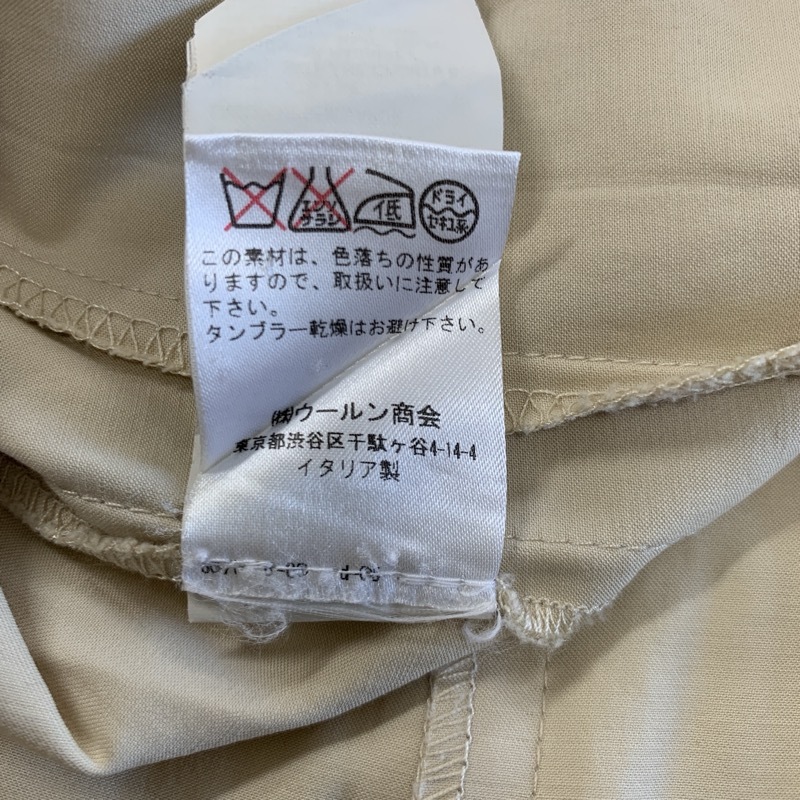 エンソ
サラシ
低
ドライ
セキユ系
この素材は、色落ちの性質があ
りますので、取扱いに注意して
下さい。
タンブラー乾燥はお避け下さい。
㈱ウールン商会
東京都渋谷区千駄ヶ谷4-14-4
イタリア製